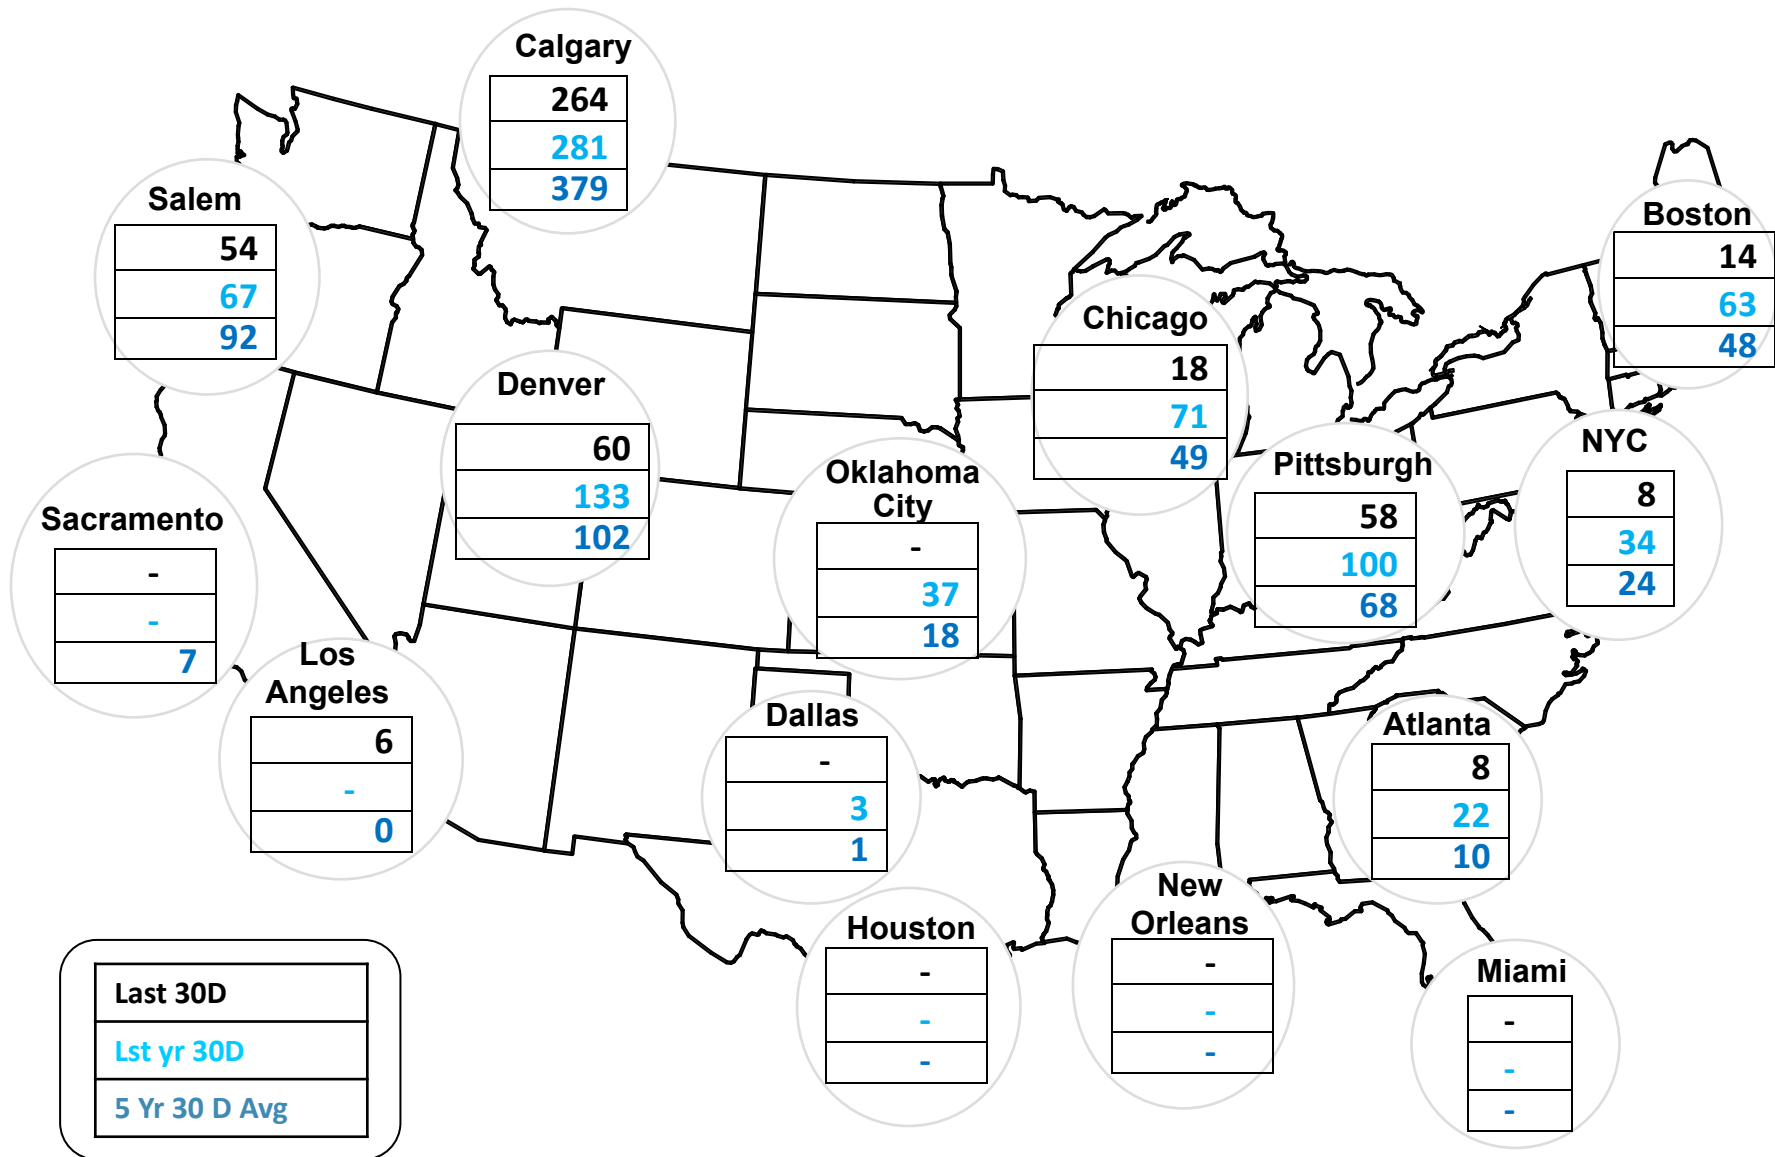 Calgary
264
281
379
Salem
54
67
92
Boston
14
63
48
Chicago
18
71
49
Denver
60
133
102
Oklahoma
City
-
37
18
Pittsburgh
58
100
68
NYC
8
34
24
Sacramento
-
-
7
Los
Angeles
6
-
0
Dallas
-
3
1
Atlanta
8
22
10
Houston
-
-
-
New
Orleans
-
-
-
Miami
-
-
-
Last 30D
Lst yr 30D
5 Yr 30 D Avg